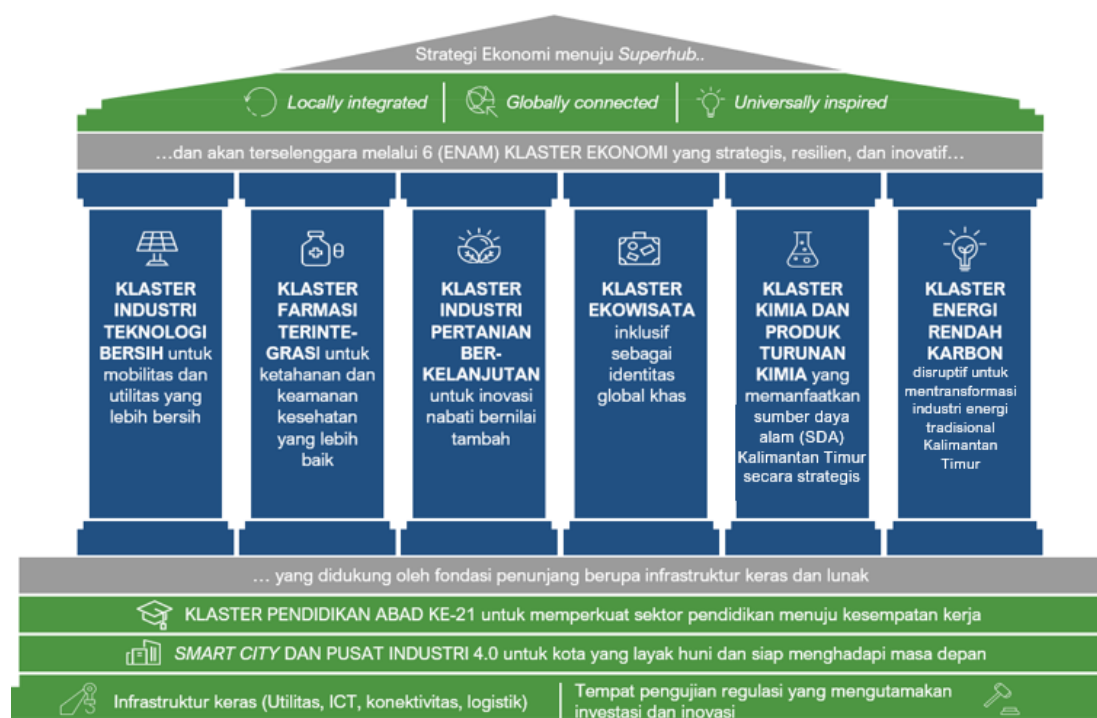 Strategi Ekonomi menuju Superhub..
Locally integrated
Globally connected
Universally inspired
…dan akan terselenggara melalui 6 (ENAM) KLASTER EKONOMI yang strategis, resilien, dan inovatif…
KLASTER
INDUSTRI
TEKNOLOGI
BERSIH untuk
mobilitas dan
utilitas yang
lebih bersih
KLASTER
FARMASI
TERINTE-
GRASI untuk
ketahanan dan
keamanan
kesehatan
yang lebih
baik
KLASTER
INDUSTRI
PERTANIAN
BER-
KELANJUTAN
untuk inovasi
nabati bernilai
tambah
KLASTER
EKOWISATA
inklusif
sebagai
identitas
global khas
KLASTER
KIMIA DAN
PRODUK
TURUNAN
KIMIA yang
memanfaatkan
sumber daya
alam (SDA)
Kalimantan Timur
secara strategis
KLASTER
ENERGI
RENDAH
KARBON
disruptif untuk
mentransformasi
industri energi
tradisional
Kalimantan
Timur
… yang didukung oleh fondasi penunjang berupa infrastruktur keras dan lunak
KLASTER PENDIDIKAN ABAD KE-21 untuk memperkuat sektor pendidikan menuju kesempatan kerja
SMART CITY DAN PUSAT INDUSTRI 4.0 untuk kota yang layak huni dan siap menghadapi masa depan
Infrastruktur keras (Utilitas, ICT, konektivitas, logistik)
Tempat pengujian regulasi yang mengutamakan
investasi dan inovasi